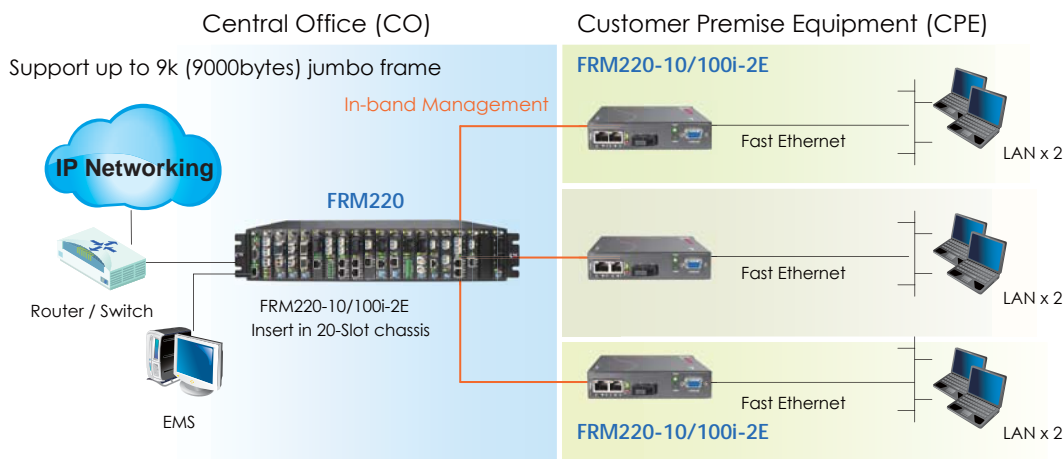 Central Office (CO)
Customer Premise Equipment (CPE)
Support up to 9k (9000bytes) jumbo frame
FRM220-10/100i-2E
In-band Management
Fast Ethernet
LAN x 2
IP Networking
FRM220
Fast Ethernet
LAN x 2
Router / Switch
FRM220-10/100i-2E
Insert in 20-Slot chassis
EMS
Fast Ethernet
LAN x 2
FRM220-10/100i-2E